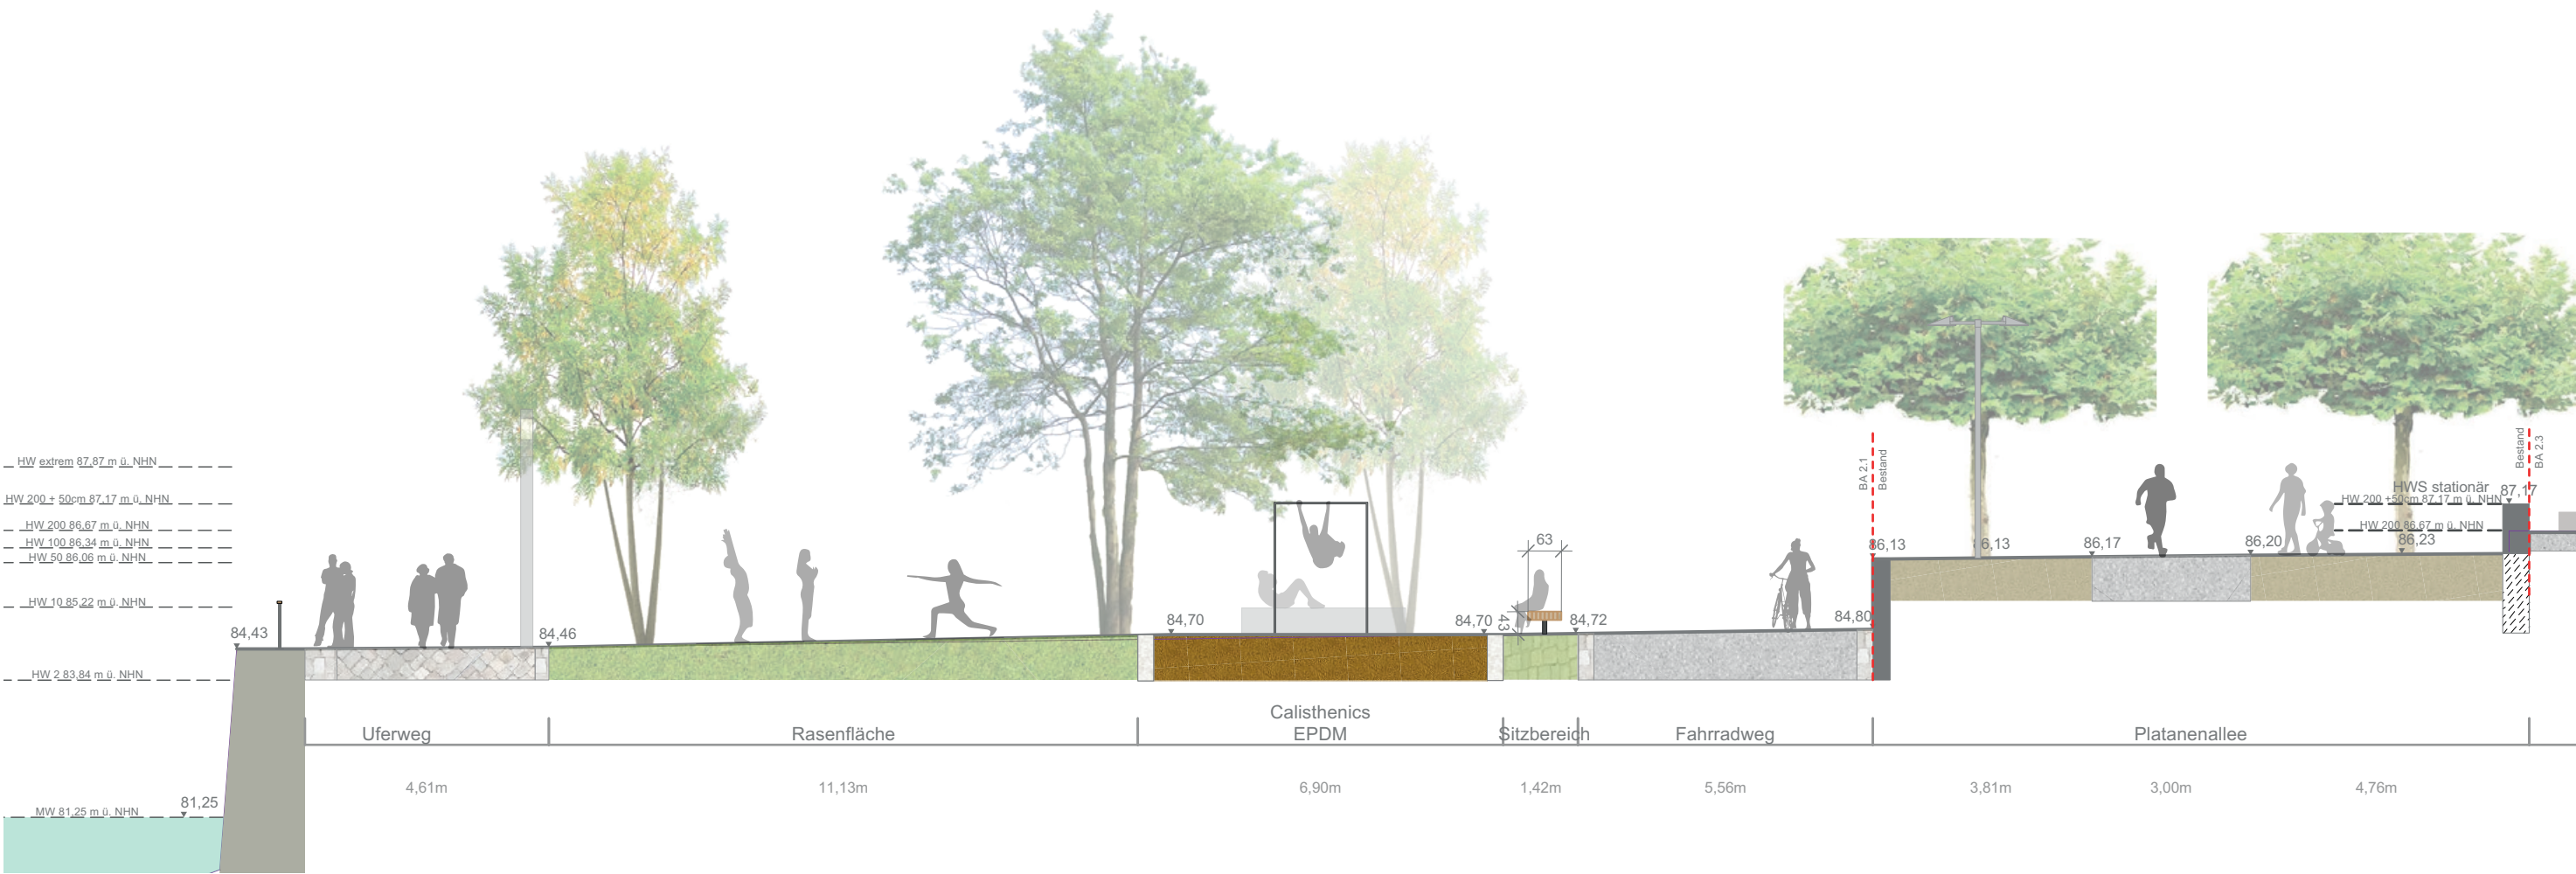 HW extrem 87,87 m ü. NHN
HW 200 + 50cm 87,17 m ü. NHN
HW 200 86,67 m ü. NHN
HW 100 86,34 m ü. NHN
HW 50 86,06 m ü. NHN
HW 10 85,22 m ü. NHN
HW 2 83,84 m ü. NHN
MW 81,25 m ü. NHN
81,25
84,43
84,46
84,70
84,70
43
63
84,72
84,80
BA 2.1
Bestand
86,13
86,13
86,17
86,20
86,23
HWS stationär
HW 200 +50cm 87,17 m ü. NHN
87,17
HW 200 86,67 m ü. NHN
Bestand
BA 2.3
Uferweg
Rasenfläche
Calisthenics
EPDM
Sitzbereich
Fahrradweg
Platanenallee
4,61m
11,13m
6,90m
1,42m
5,56m
3,81m
3,00m
4,76m